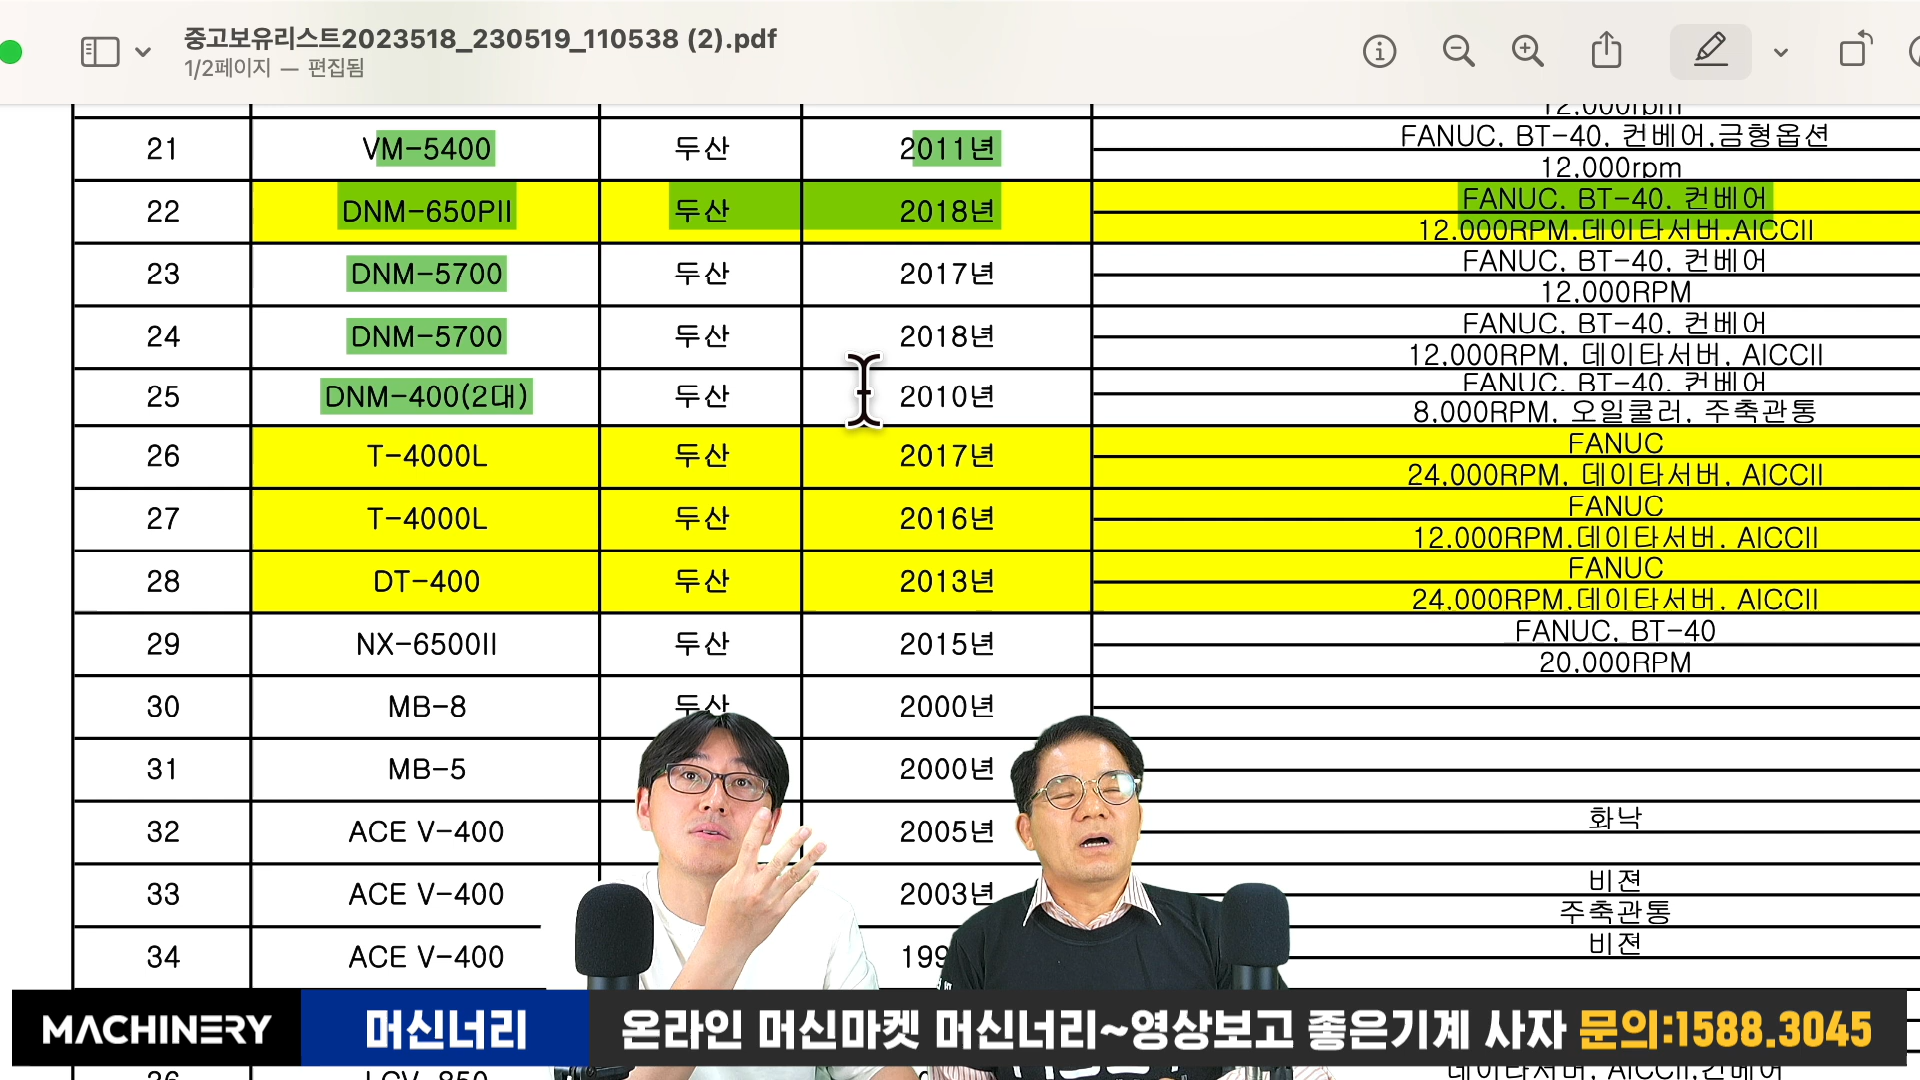 중고보유리스트2023518_230519_110538 (2).pdf
1/2페이지 — 편집됨
12,000rpm
21 VM-5400 두산 2011년 FANUC, BT-40, 컨베어,금형옵션
12,000rpm
22 DNM-650PII 두산 2018년 FANUC, BT-40, 컨베어
12,000RPM,데이타서버,AICCII
23 DNM-5700 두산 2017년 FANUC, BT-40, 컨베어
12,000RPM
24 DNM-5700 두산 2018년 FANUC, BT-40, 컨베어
12,000RPM, 데이타서버, AICCII
25 DNM-400(2대) 두산 2010년 FANUC, BT-40, 컨베어
8,000RPM, 오일쿨러, 주축관통
26 T-4000L 두산 2017년 FANUC
24,000RPM, 데이타서버, AICCII
27 T-4000L 두산 2016년 FANUC
12,000RPM,데이타서버, AICCII
28 DT-400 두산 2013년 FANUC
24,000RPM,데이타서버, AICCII
29 NX-6500II 두산 2015년 FANUC, BT-40
20,000RPM
30 MB-8 두산 2000년
31 MB-5 2000년
32 ACE V-400 2005년 화낙
33 ACE V-400 2003년 비젼
주축관통
34 ACE V-400 199 비젼
MACHINERY 머신너리 온라인 머신마켓 머신너리~영상보고 좋은기계 사자 문의:1588.3045
데이타서버, AICCII,컨베어